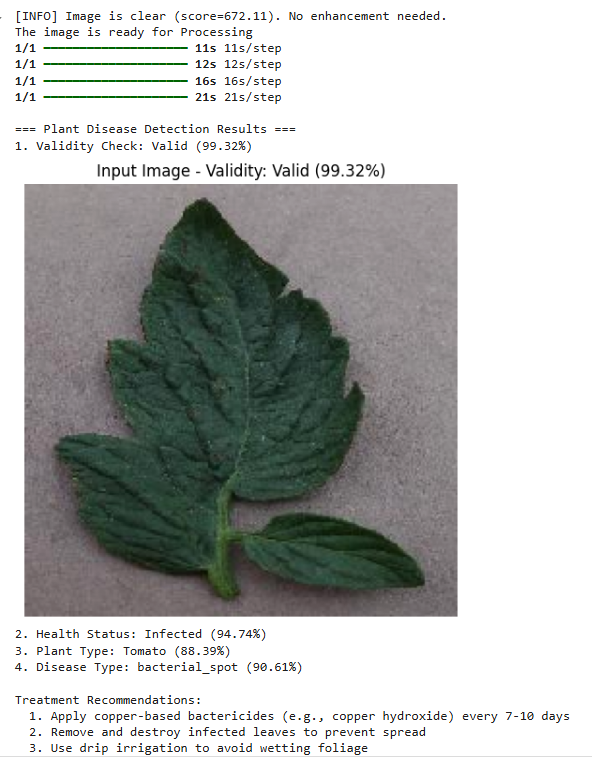 [INFO] Image is clear (score=672.11). No enhancement needed.
The image is ready for Processing
1/1 ━━━━━━━━━━━━━━━━━━━━ 11s 11s/step
1/1 ━━━━━━━━━━━━━━━━━━━━ 12s 12s/step
1/1 ━━━━━━━━━━━━━━━━━━━━ 16s 16s/step
1/1 ━━━━━━━━━━━━━━━━━━━━ 21s 21s/step
=== Plant Disease Detection Results ===
1. Validity Check: Valid (99.32%)
Input Image - Validity: Valid (99.32%)
2. Health Status: Infected (94.74%)
3. Plant Type: Tomato (88.39%)
4. Disease Type: bacterial_spot (90.61%)
Treatment Recommendations:
1. Apply copper-based bactericides (e.g., copper hydroxide) every 7-10 days
2. Remove and destroy infected leaves to prevent spread
3. Use drip irrigation to avoid wetting foliage